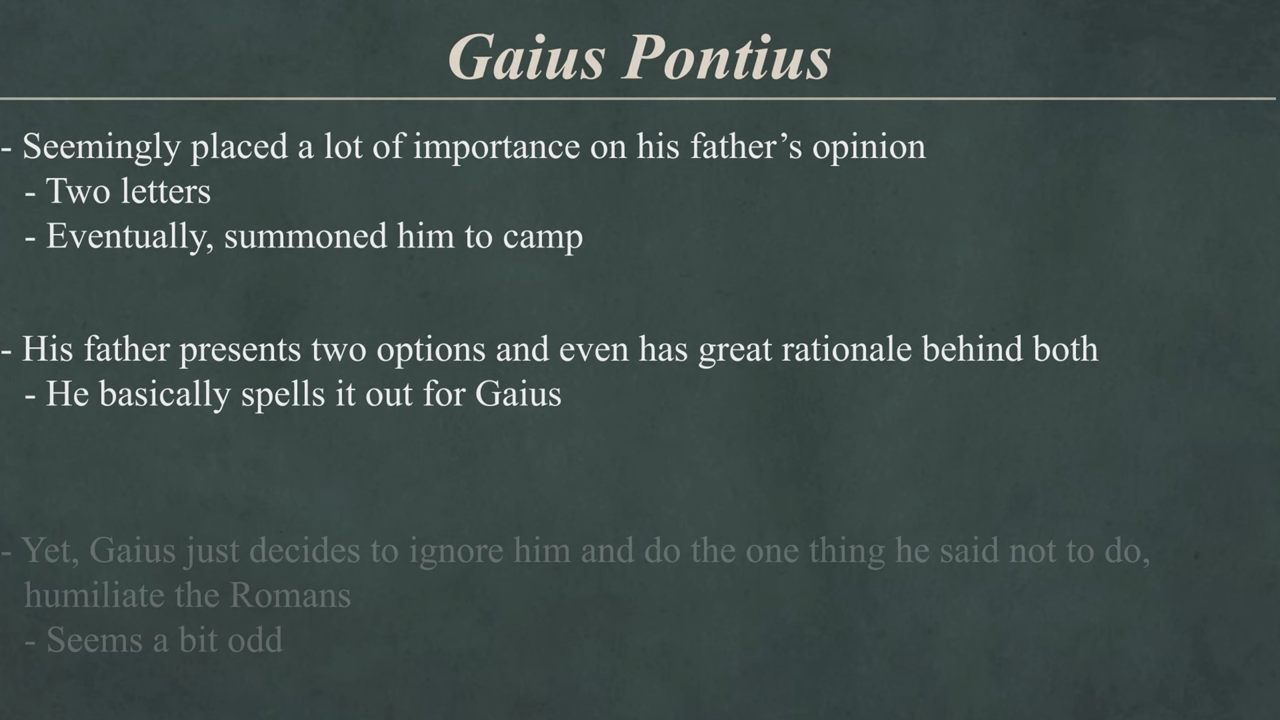 Gaius Pontius
- Seemingly placed a lot of importance on his father’s opinion
- Two letters
- Eventually, summoned him to camp
- His father presents two options and even has great rationale behind both
- He basically spells it out for Gaius
- Yet, Gaius just decides to ignore him and do the one thing he said not to do,
humiliate the Romans
- Seems a bit odd